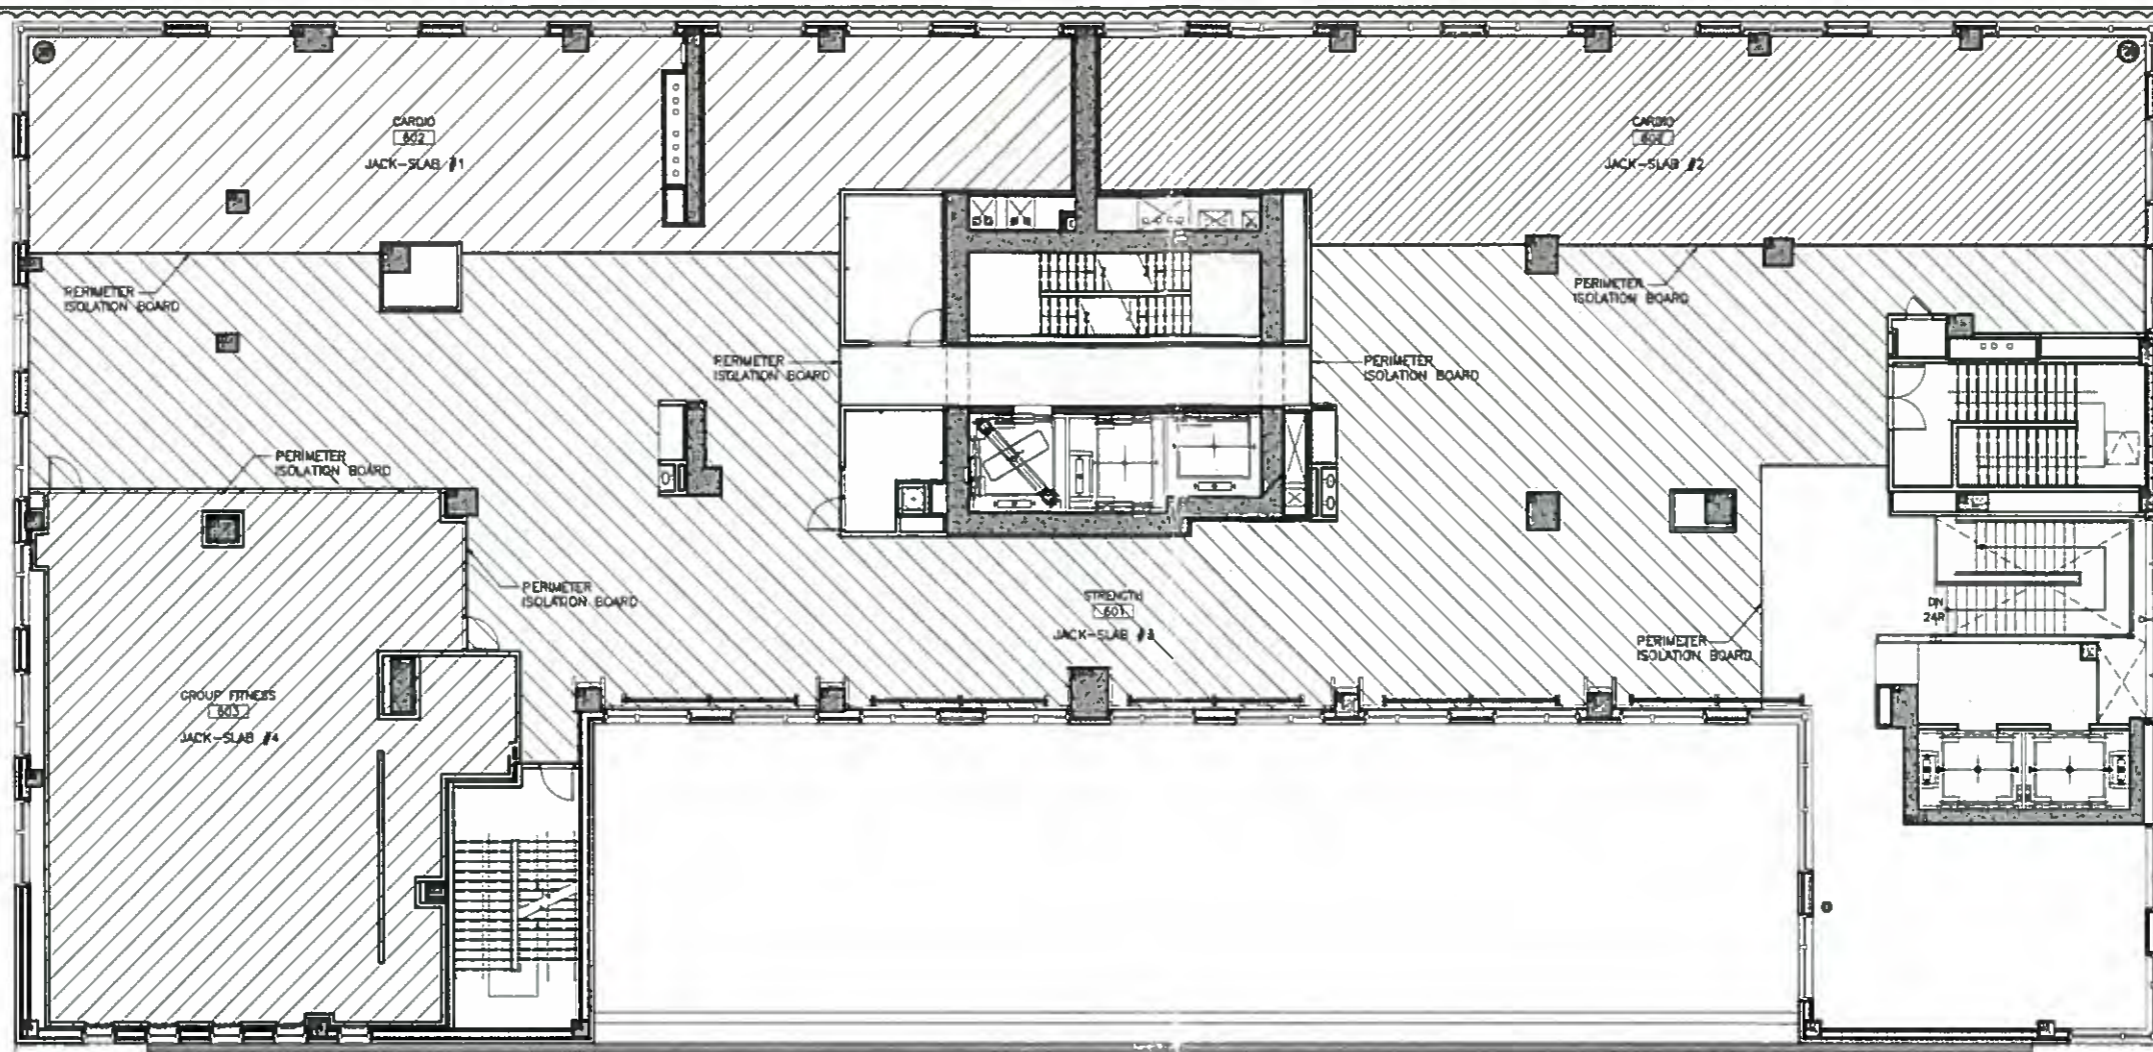 CARDIO
602
JACK-SLAB #1
CARDIO
JACK-SLAB #2
PERIMETER
ISOLATION BOARD
PERIMETER
ISOLATION BOARD
PERIMETER
ISOLATION BOARD
PERIMETER
ISOLATION BOARD
PERIMETER
ISOLATION BOARD
PERIMETER
ISOLATION BOARD
STRENGTH
601
JACK-SLAB #3
DN
24R
PERIMETER
ISOLATION BOARD
GROUP FITNESS
603
JACK-SLAB #4